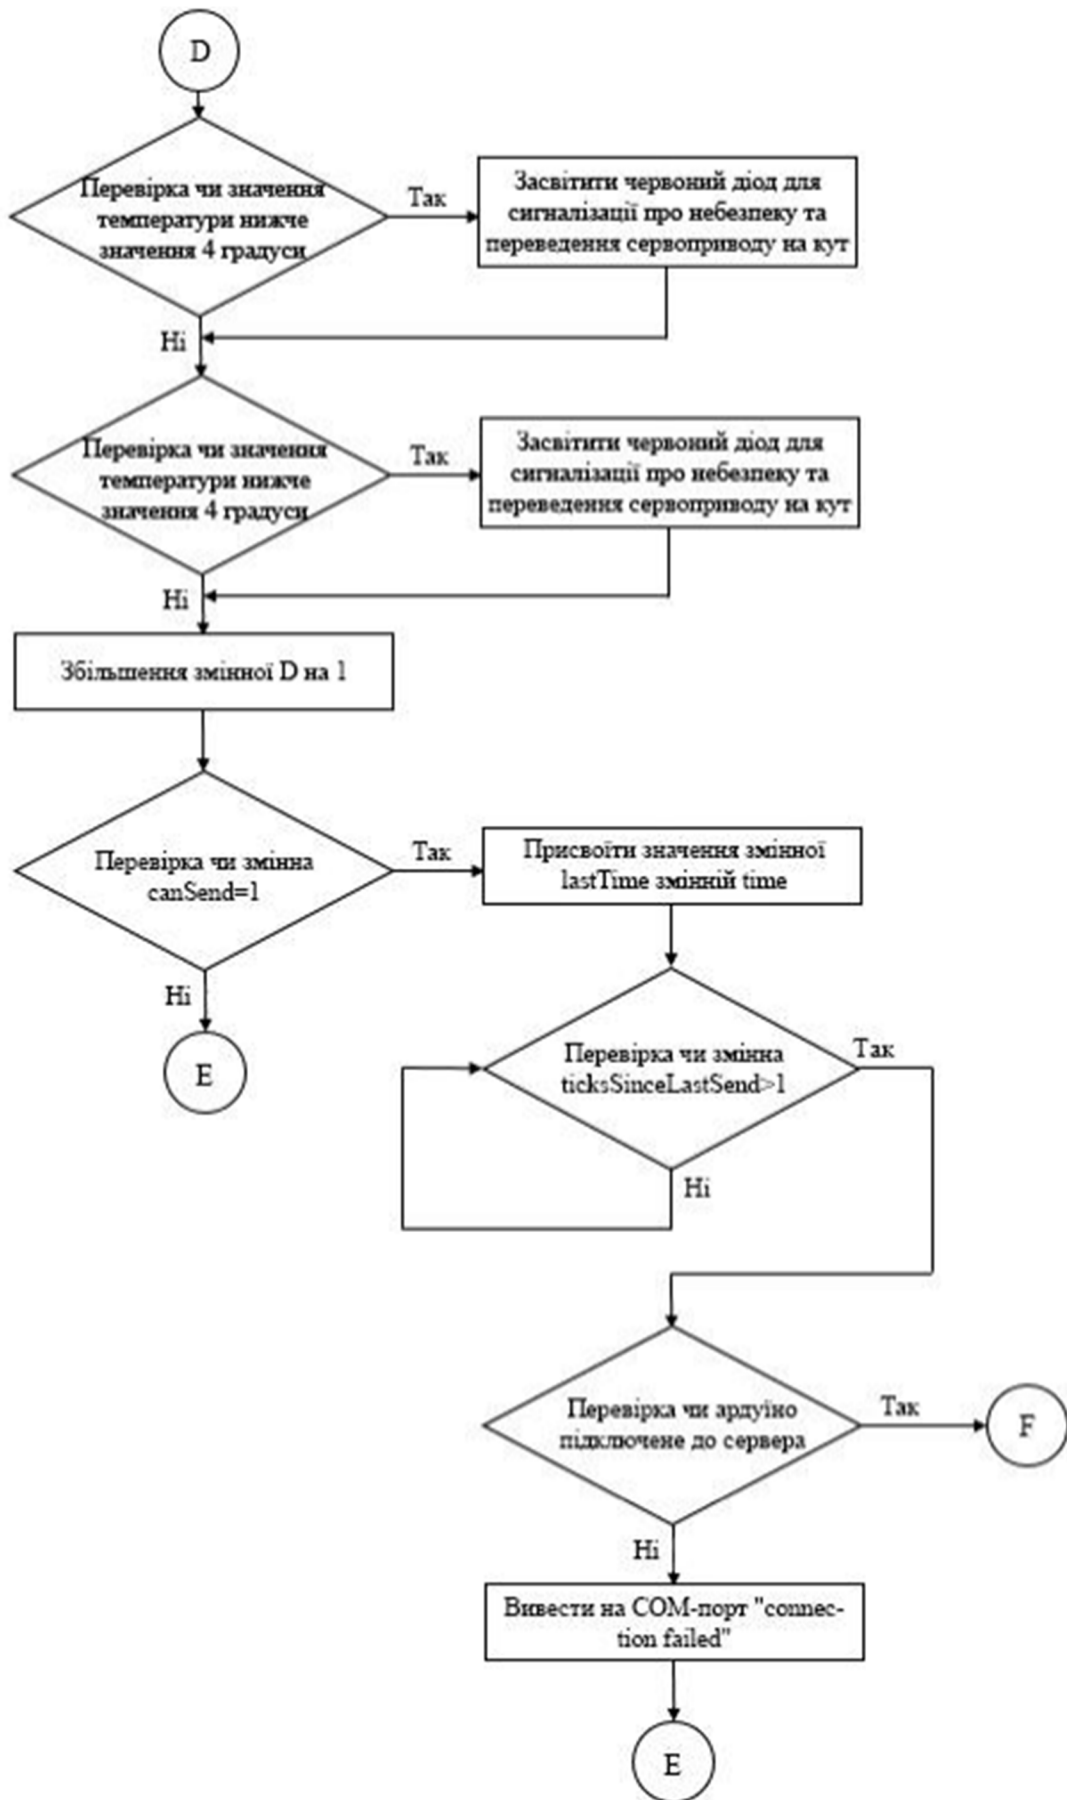 D
Перевірка чи значення
температури нижче
значення 4 градуси
Так
Засвітити червоний діод для
сигналізації про небезпеку та
переведення сервоприводу на кут
Ні
Перевірка чи значення
температури нижче
значення 4 градуси
Так
Засвітити червоний діод для
сигналізації про небезпеку та
переведення сервоприводу на кут
Ні
Збільшення змінної D на 1
Перевірка чи змінна
canSend=1
Так
Присвоїти значення змінної
lastTime змінній time
Ні
E
Перевірка чи змінна
ticksSinceLastSend>1
Так
Ні
Перевірка чи ардуїно
підключене до сервера
Так
F
Ні
Вивести на COM-порт "connec-
tion failed"
E